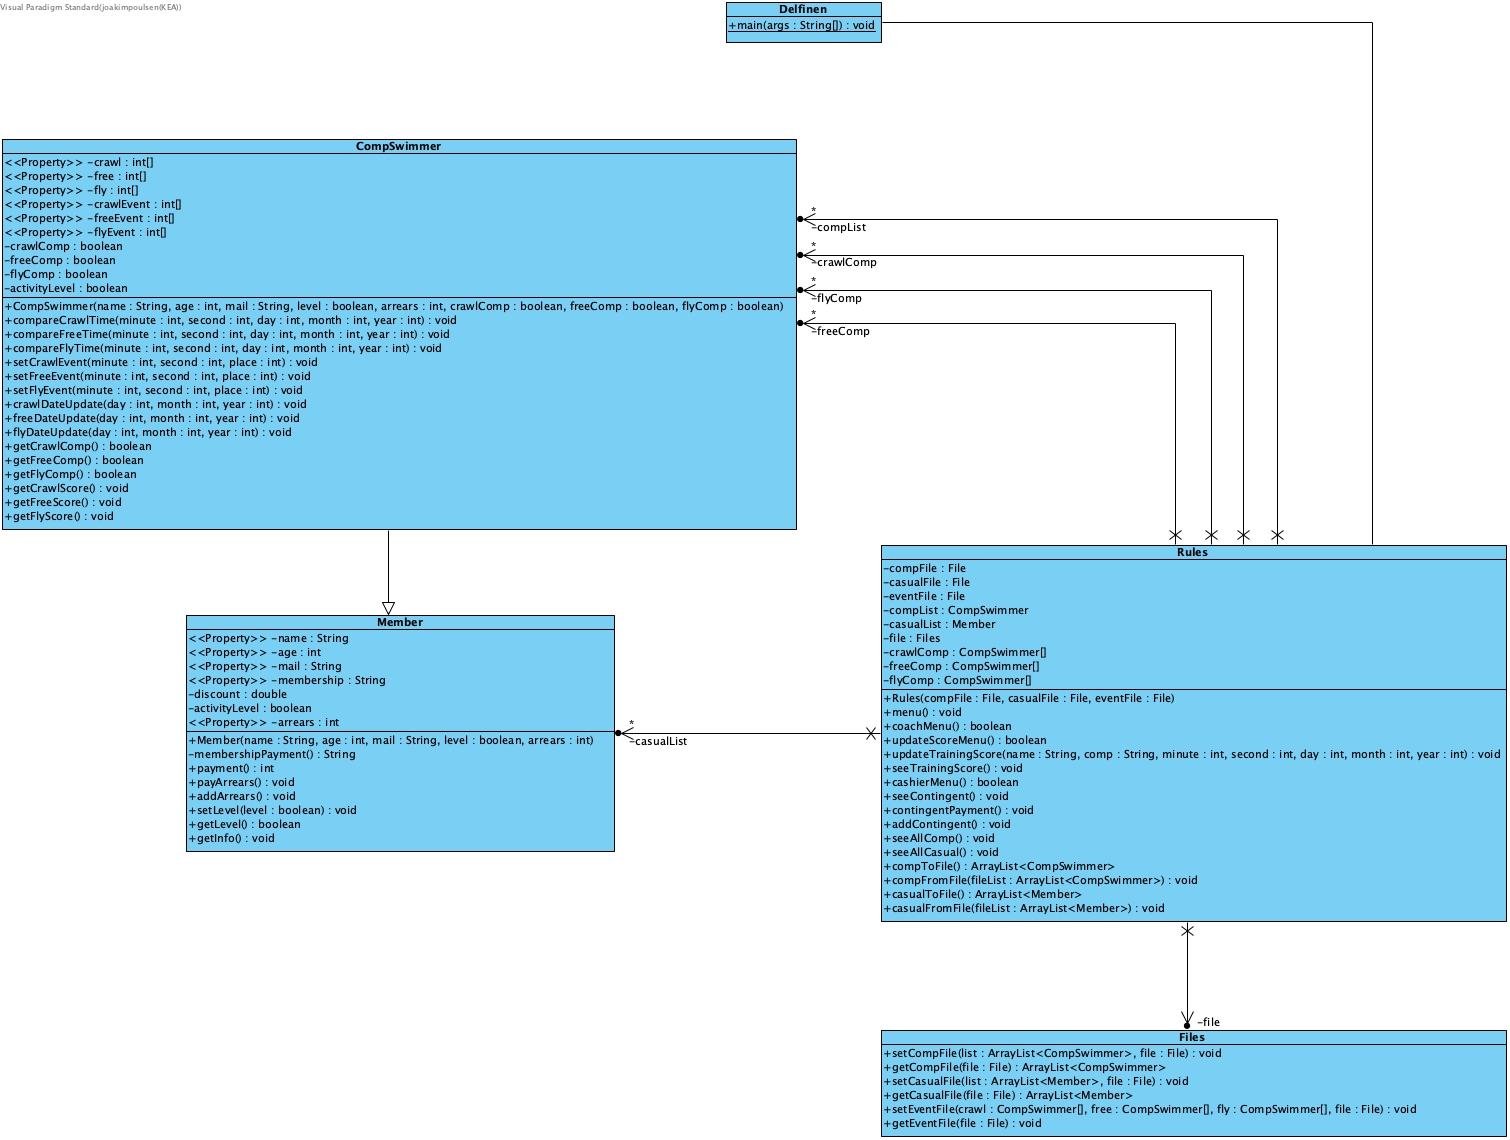 Visual Paradigm Standard(joakimpoulsen(KEA))
Delfinen
+main(args : String[]) : void
CompSwimmer
<<Property>> -crawl : int[]
<<Property>> -free : int[]
<<Property>> -fly : int[]
<<Property>> -crawlEvent : int[]
<<Property>> -freeEvent : int[]
<<Property>> -flyEvent : int[]
-crawlComp : boolean
-freeComp : boolean
-flyComp : boolean
-activityLevel : boolean
+CompSwimmer(name : String, age : int, mail : String, level : boolean, arrears : int, crawlComp : boolean, freeComp : boolean, flyComp : boolean)
+compareCrawlTime(minute : int, second : int, day : int, month : int, year : int) : void
+compareFreeTime(minute : int, second : int, day : int, month : int, year : int) : void
+compareFlyTime(minute : int, second : int, day : int, month : int, year : int) : void
+setCrawlEvent(minute : int, second : int, place : int) : void
+setFreeEvent(minute : int, second : int, place : int) : void
+setFlyEvent(minute : int, second : int, place : int) : void
+crawlDateUpdate(day : int, month : int, year : int) : void
+freeDateUpdate(day : int, month : int, year : int) : void
+flyDateUpdate(day : int, month : int, year : int) : void
+getCrawlComp() : boolean
+getFreeComp() : boolean
+getFlyComp() : boolean
+getCrawlScore() : void
+getFreeScore() : void
+getFlyScore() : void
*
-compList
*
-crawlComp
*
-flyComp
*
-freeComp
Member
<<Property>> -name : String
<<Property>> -age : int
<<Property>> -mail : String
<<Property>> -membership : String
-discount : double
-activityLevel : boolean
<<Property>> -arrears : int
+Member(name : String, age : int, mail : String, level : boolean, arrears : int)
-membershipPayment() : String
+payment() : int
+payArrears() : void
+addArrears() : void
+setLevel(level : boolean) : void
+getLevel() : boolean
+getInfo() : void
*
-casualList
Rules
-compFile : File
-casualFile : File
-eventFile : File
-compList : CompSwimmer
-casualList : Member
-file : Files
-crawlComp : CompSwimmer[]
-freeComp : CompSwimmer[]
-flyComp : CompSwimmer[]
+Rules(compFile : File, casualFile : File, eventFile : File)
+menu() : void
+coachMenu() : boolean
+updateScoreMenu() : boolean
+updateTrainingScore(name : String, comp : String, minute : int, second : int, day : int, month : int, year : int) : void
+seeTrainingScore() : void
+cashierMenu() : boolean
+seeContingent() : void
+contingentPayment() : void
+addContingent() : void
+seeAllComp() : void
+seeAllCasual() : void
+compToFile() : ArrayList<CompSwimmer>
+compFromFile(fileList : ArrayList<CompSwimmer>) : void
+casualToFile() : ArrayList<Member>
+casualFromFile(fileList : ArrayList<Member>) : void
-file
Files
+setCompFile(list : ArrayList<CompSwimmer>, file : File) : void
+getCompFile(file : File) : ArrayList<CompSwimmer>
+setCasualFile(list : ArrayList<Member>, file : File) : void
+getCasualFile(file : File) : ArrayList<Member>
+setEventFile(crawl : CompSwimmer[], free : CompSwimmer[], fly : CompSwimmer[], file : File) : void
+getEventFile(file : File) : void